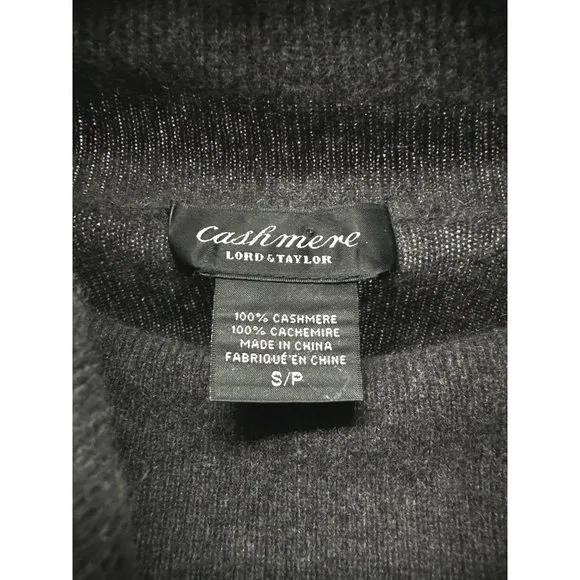 Cashmere
LORD & TAYLOR
100% CASHMERE
100% CACHEMIRE
MADE IN CHINA
FABRIQUÉ EN CHINE
S/P